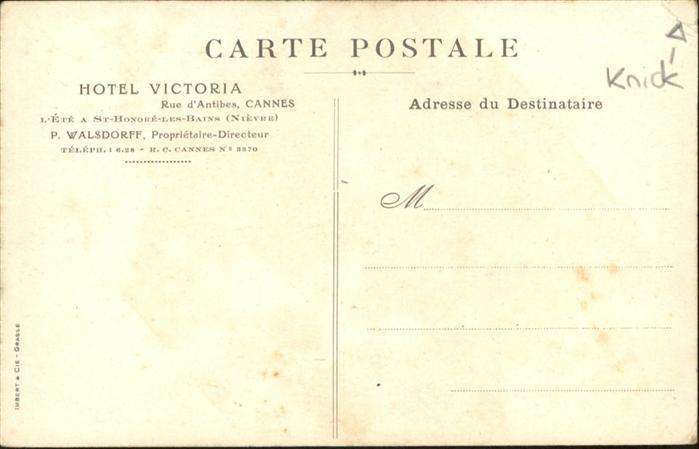 CARTE POSTALE
Knick
HOTEL VICTORIA
Rue d'Antibes, CANNES
L'ÉTÉ A ST-HONORÉ-LES-BAINS (NIÈVRE)
P. WALSDORFF, Propriétaire-Directeur
TÉLÉPH. : 6.28 - R. C. CANNES N° 3370
Adresse du Destinataire
M
IMBERT & CIE - GRASSE